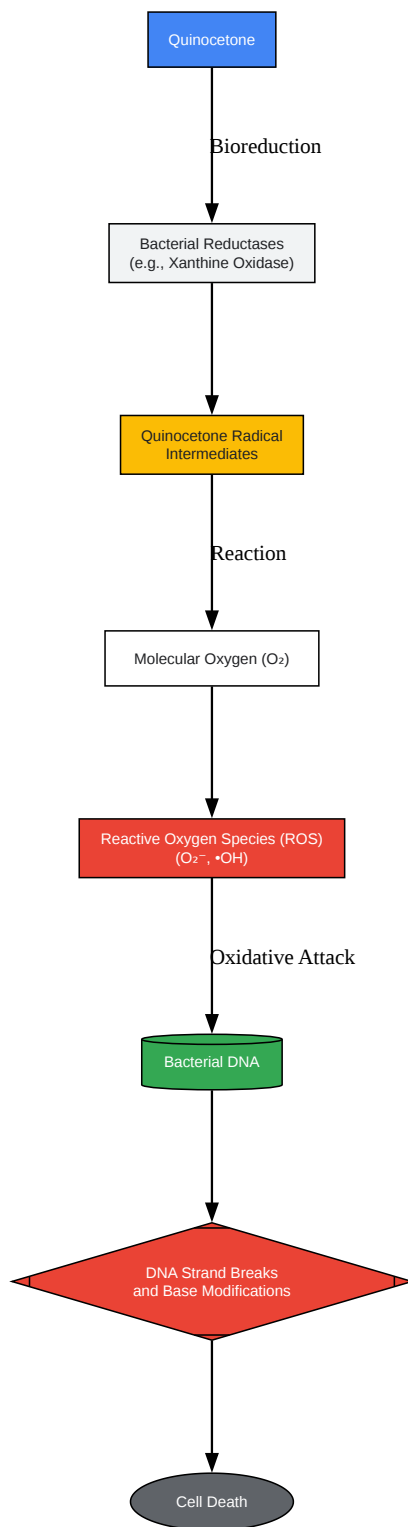 Quinocetone
Bioreduction
Bacterial Reductases
(e.g., Xanthine Oxidase)
Quinocetone Radical
Intermediates
Reaction
Molecular Oxygen (O₂)
Reactive Oxygen Species (ROS)
(O₂⁻, •OH)
Oxidative Attack
Bacterial DNA
DNA Strand Breaks
and Base Modifications
Cell Death